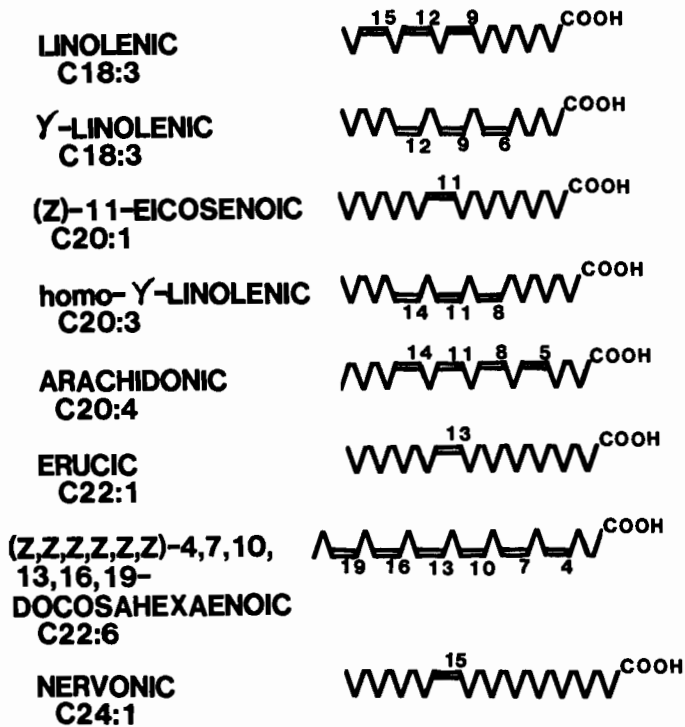 LINOLENIC
C18:3
15 12 9 COOH
ϒ-LINOLENIC
C18:3
COOH
12 9 6
(Z)-11-EICOSENOIC
C20:1
11 COOH
homo-ϒ-LINOLENIC
C20:3
COOH
14 11 8
ARACHIDONIC
C20:4
14 11 8 5 COOH
ERUCIC
C22:1
13 COOH
(Z,Z,Z,Z,Z,Z)-4,7,10,
13,16,19-
DOCOSAHEXAENOIC
C22:6
COOH
19 16 13 10 7 4
NERVONIC
C24:1
15 COOH